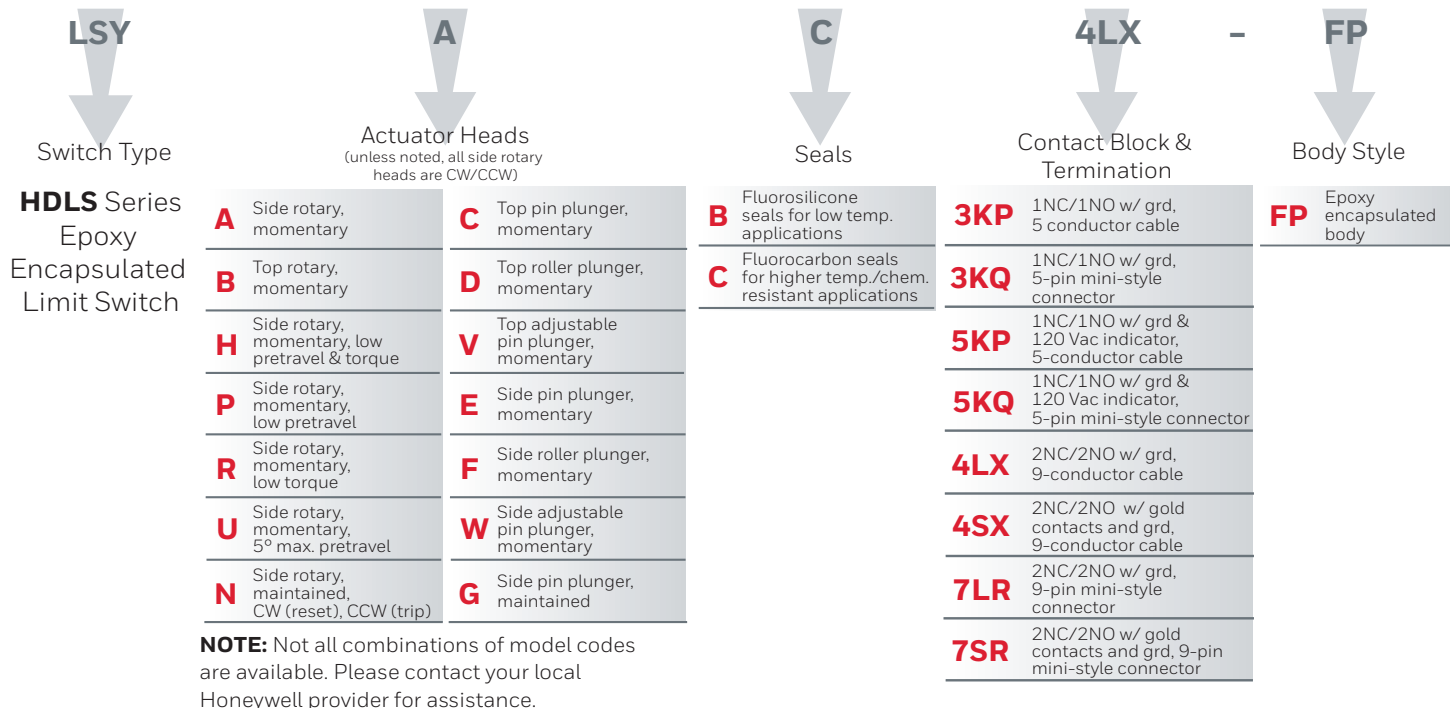 LSY A C 4LX – FP
Switch Type
HDLS Series
Epoxy
Encapsulated
Limit Switch
Actuator Heads
(unless noted, all side rotary
heads are CW/CCW)
A Side rotary,
momentary
B Top rotary,
momentary
H Side rotary,
momentary, low
pretravel & torque
P Side rotary,
momentary,
low pretravel
R Side rotary,
momentary,
low torque
U Side rotary,
momentary,
5° max. pretravel
N Side rotary,
maintained,
CW (reset), CCW (trip)
C Top pin plunger,
momentary
D Top roller plunger,
momentary
V Top adjustable
pin plunger,
momentary
E Side pin plunger,
momentary
F Side roller plunger,
momentary
W Side adjustable
pin plunger,
momentary
G Side pin plunger,
maintained
NOTE: Not all combinations of model codes
are available. Please contact your local
Honeywell provider for assistance.
Seals
B Fluorosilicone
seals for low temp.
applications
C Fluorocarbon seals
for higher temp./chem.
resistant applications
Contact Block &
Termination
3KP 1NC/1NO w/ grd,
5 conductor cable
3KQ 1NC/1NO w/ grd,
5-pin mini-style
connector
5KP 1NC/1NO w/ grd &
120 Vac indicator,
5-conductor cable
5KQ 1NC/1NO w/ grd &
120 Vac indicator,
5-pin mini-style connector
4LX 2NC/2NO w/ grd,
9-conductor cable
4SX 2NC/2NO w/ gold
contacts and grd,
9-conductor cable
7LR 2NC/2NO w/ grd,
9-pin mini-style
connector
7SR 2NC/2NO w/ gold
contacts and grd, 9-pin
mini-style connector
Body Style
FP Epoxy
encapsulated
body